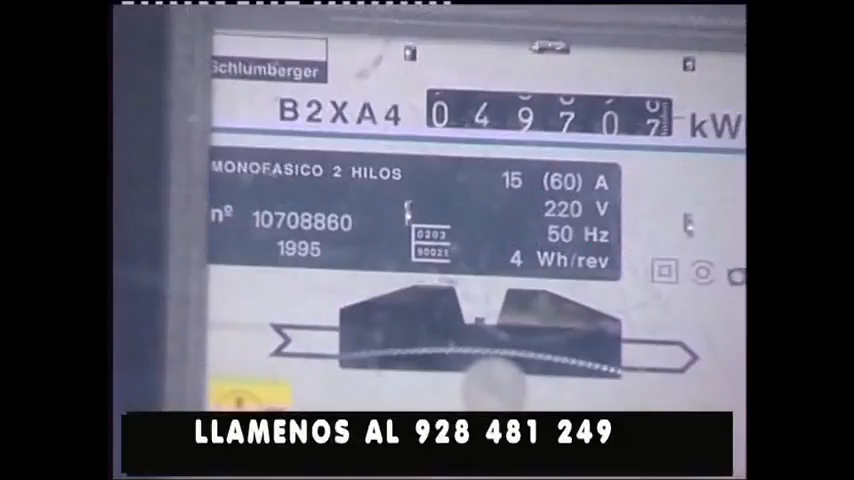 Schlumberger
B2XA4 049707 kW
MONOFASICO 2 HILOS
15 (60) A
220 V
nº 10708860
50 Hz
1995
0203
4 Wh/rev
LLAMENOS AL 928 481 249